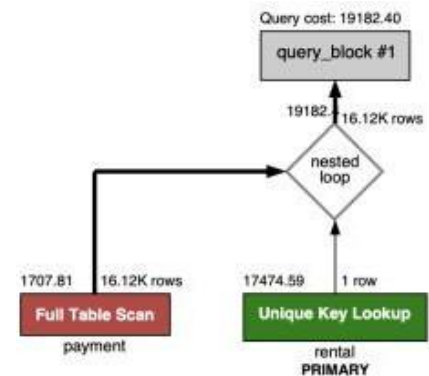 Query cost: 19182.40
query_block #1
19182.
16.12K rows
nested
loop
1707.81
16.12K rows
17474.59
1 row
Full Table Scan
Unique Key Lookup
payment
rental
PRIMARY